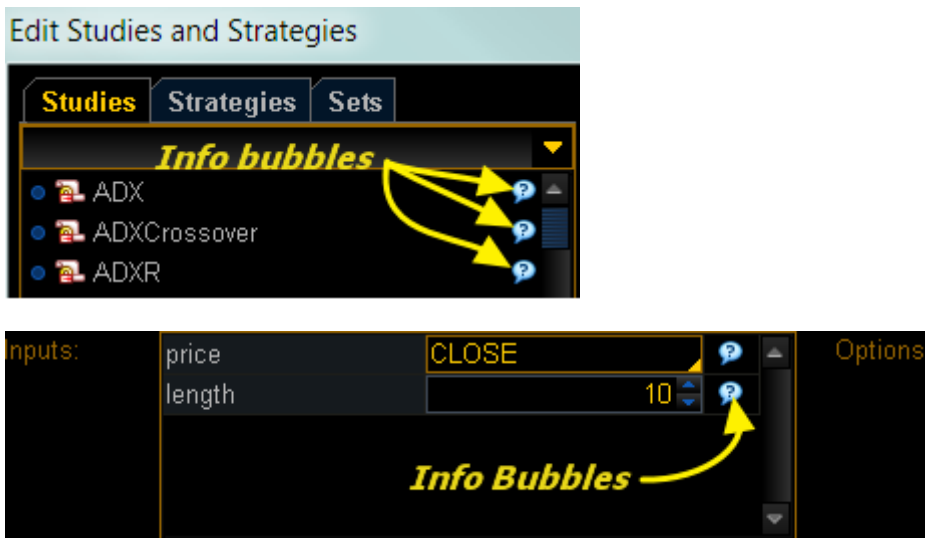 Edit Studies and Strategies
Studies Strategies Sets
Info bubbles
ADX
ADXCrossover
ADXR
Inputs: price CLOSE Options
length 10
Info Bubbles